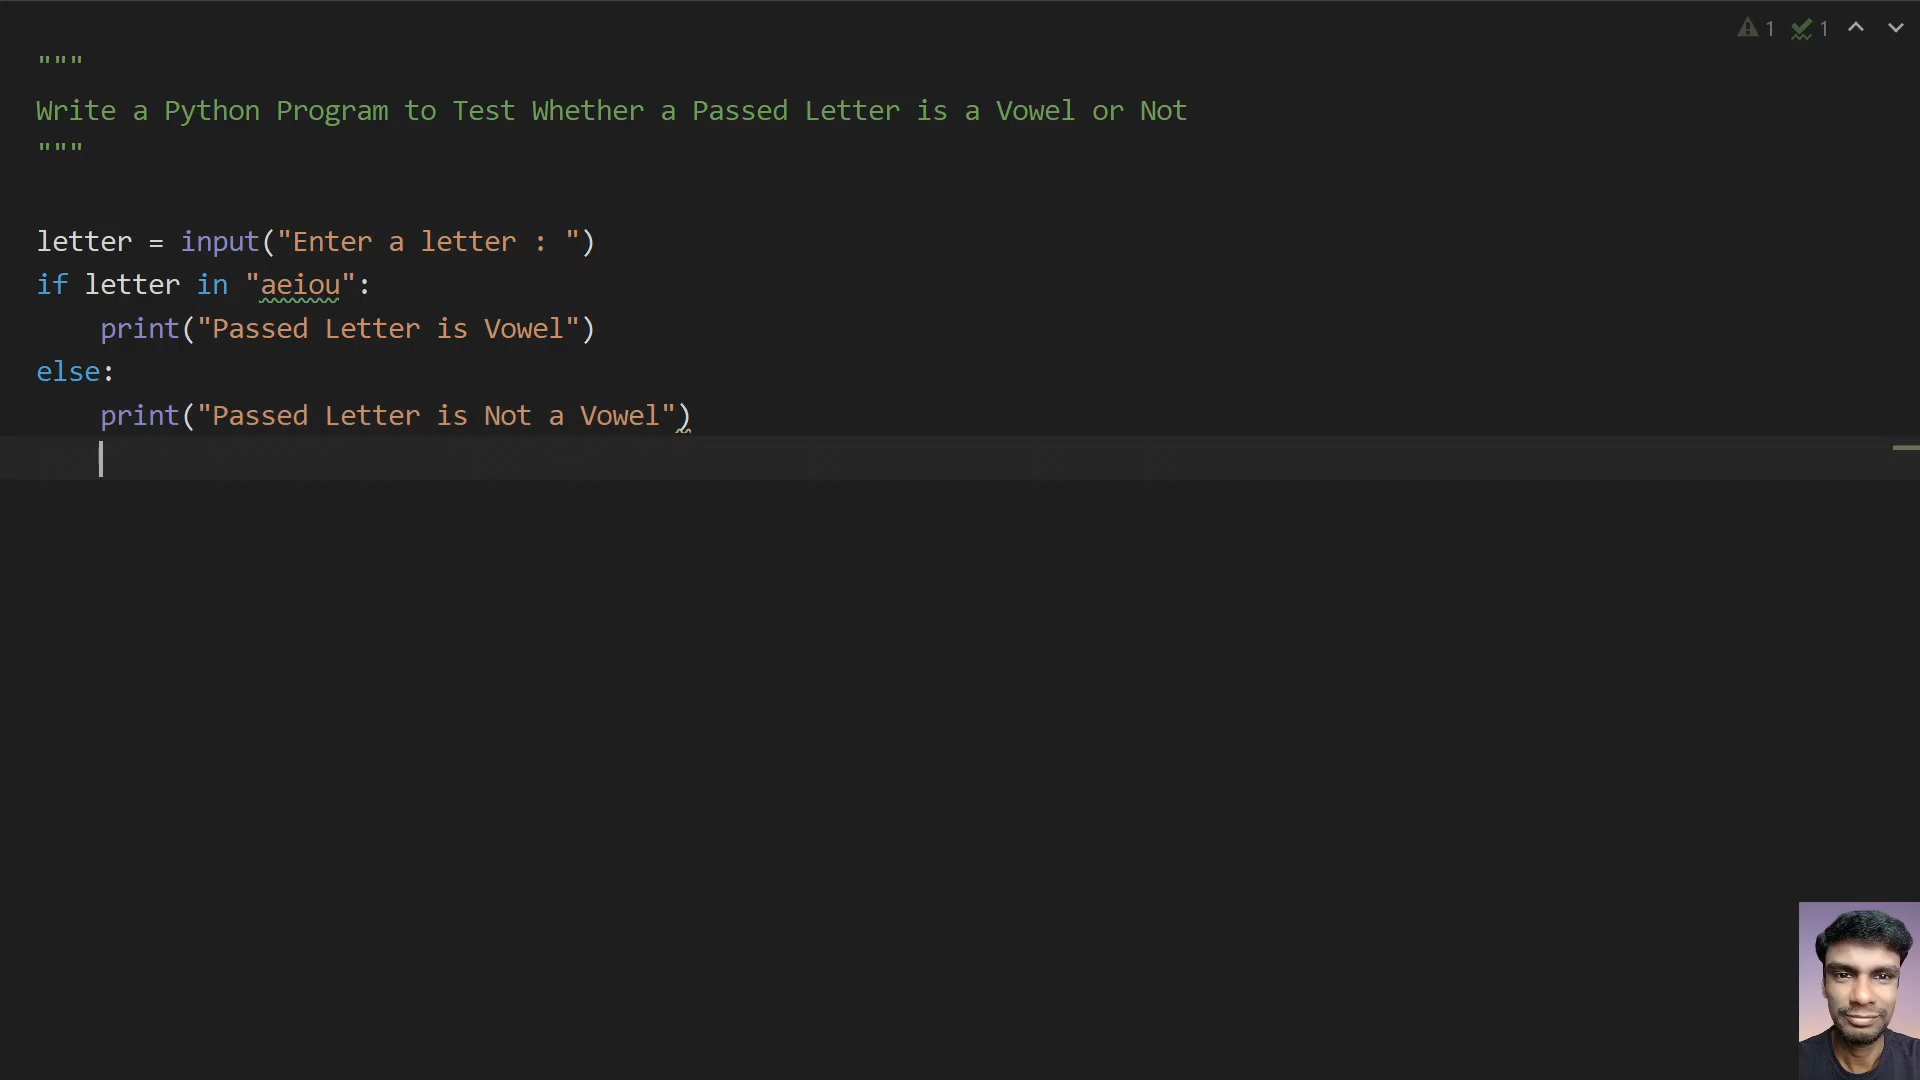 1 1
"""
Write a Python Program to Test Whether a Passed Letter is a Vowel or Not
"""
letter = input("Enter a letter : ")
if letter in "aeiou":
    print("Passed Letter is Vowel")
else:
    print("Passed Letter is Not a Vowel")